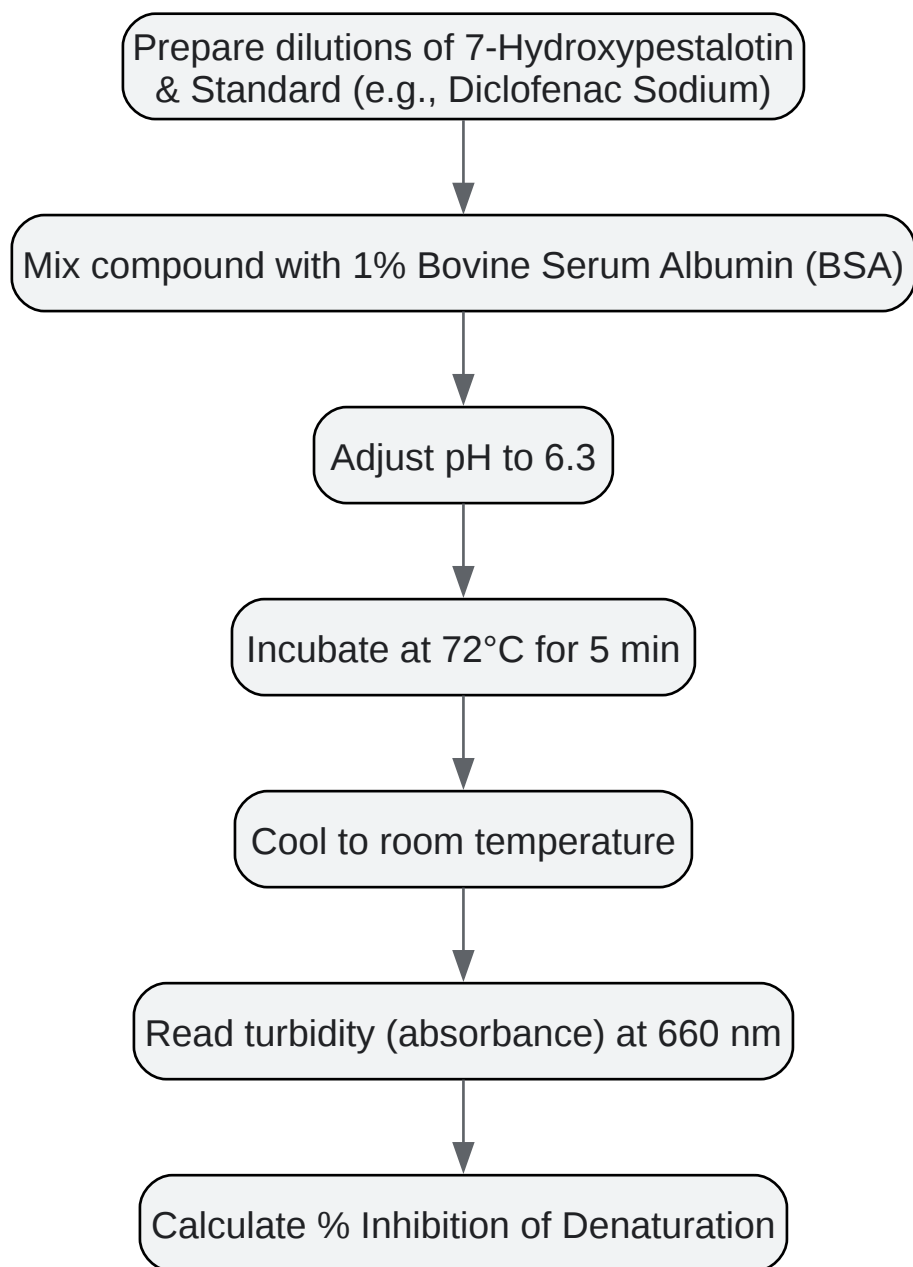 Prepare dilutions of 7-Hydroxypestalotin
& Standard (e.g., Diclofenac Sodium)
Mix compound with 1% Bovine Serum Albumin (BSA)
Adjust pH to 6.3
Incubate at 72°C for 5 min
Cool to room temperature
Read turbidity (absorbance) at 660 nm
Calculate % Inhibition of Denaturation